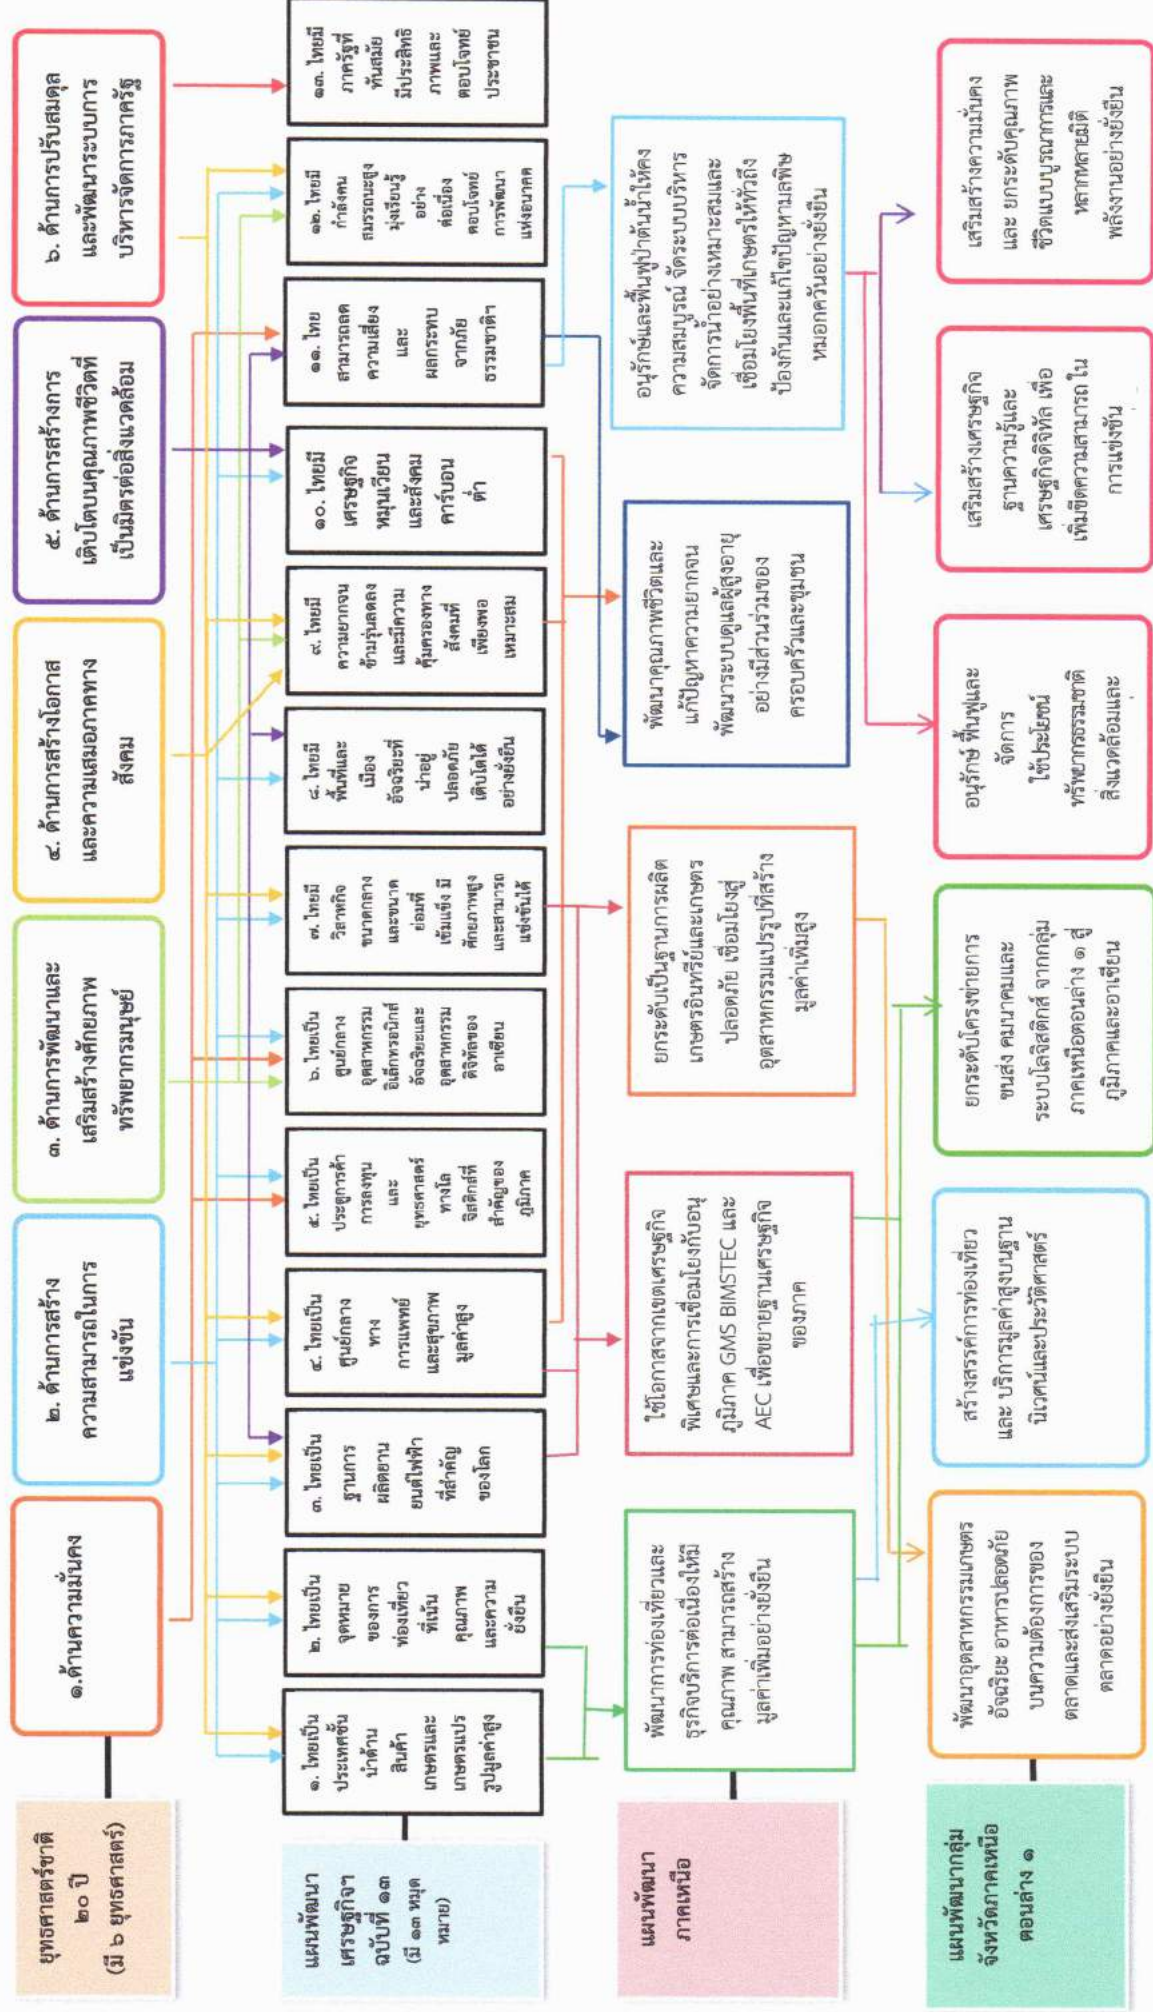 ยุทธศาสตร์ชาติ
๒๐ ปี
(มี ๖ ยุทธศาสตร์)
๑.ด้านความมั่นคง
๒. ด้านการสร้าง
ความสามารถในการ
แข่งขัน
๓. ด้านการพัฒนาและ
เสริมสร้างศักยภาพ
ทรัพยากรมนุษย์
๔. ด้านการสร้างโอกาส
และความเสมอภาคทาง
สังคม
๕. ด้านการสร้างการ
เติบโตบนคุณภาพชีวิตที่
เป็นมิตรต่อสิ่งแวดล้อม
๖. ด้านการปรับสมดุล
และพัฒนาระบบการ
บริหารจัดการภาครัฐ
แผนพัฒนา
เศรษฐกิจฯ
ฉบับที่ ๑๓
(มี ๑๓ หมุด
หมาย)
๑. ไทยเป็น
ประเทศชั้น
นำด้าน
สินค้า
เกษตรและ
เกษตรแปร
รูปมูลค่าสูง
๒. ไทยเป็น
จุดหมาย
ของการ
ท่องเที่ยว
ที่เน้น
คุณภาพ
และความ
ยั่งยืน
๓. ไทยเป็น
ฐานการ
ผลิตยาน
ยนต์ไฟฟ้า
ที่สำคัญ
ของโลก
๔. ไทยเป็น
ศูนย์กลาง
ทาง
การแพทย์
และสุขภาพ
มูลค่าสูง
๕. ไทยเป็น
ประตูการค้า
การลงทุน
และ
ยุทธศาสตร์
ทางโล
จิสติกส์ที่
สำคัญของ
ภูมิภาค
๖. ไทยเป็น
ศูนย์กลาง
อุตสาหกรรม
อิเล็กทรอนิกส์
อัจฉริยะและ
อุตสาหกรรม
ดิจิทัลของ
อาเซียน
๗. ไทยมี
วิสาหกิจ
ขนาดกลาง
และขนาด
ย่อมที่
เข้มแข็ง มี
ศักยภาพสูง
และสามารถ
แข่งขันได้
๘. ไทยมี
พื้นที่และ
เมือง
อัจฉริยะที่
น่าอยู่
ปลอดภัย
เติบโตได้
อย่างยั่งยืน
๙. ไทยมี
ความยากจน
ข้ามรุ่นลดลง
และมีความ
คุ้มครองทาง
สังคมที่
เพียงพอ
เหมาะสม
๑๐. ไทยมี
เศรษฐกิจ
หมุนเวียน
และสังคม
คาร์บอน
ต่ำ
๑๑. ไทย
สามารถลด
ความเสี่ยง
และ
ผลกระทบ
จากภัย
ธรรมชาติฯ
๑๒. ไทยมี
กำลังคน
สมรรถนะสูง
มุ่งเรียนรู้
อย่าง
ต่อเนื่อง
ตอบโจทย์
การพัฒนา
แห่งอนาคต
๑๓. ไทยมี
ภาครัฐที่
ทันสมัย
มีประสิทธิ
ภาพและ
ตอบโจทย์
ประชาชน
แผนพัฒนา
ภาคเหนือ
พัฒนาการท่องเที่ยวและ
ธุรกิจบริการต่อเนื่องให้มี
คุณภาพ สามารถสร้าง
มูลค่าเพิ่มอย่างยั่งยืน
ใช้โอกาสจากเขตเศรษฐกิจ
พิเศษและการเชื่อมโยงกับอนุ
ภูมิภาค GMS BIMSTEC และ
AEC เพื่อขยายฐานเศรษฐกิจ
ของภาค
ยกระดับเป็นฐานการผลิต
เกษตรอินทรีย์และเกษตร
ปลอดภัย เชื่อมโยงสู่
อุตสาหกรรมแปรรูปที่สร้าง
มูลค่าเพิ่มสูง
พัฒนาคุณภาพชีวิตและ
แก้ปัญหาความยากจน
พัฒนาระบบดูแลผู้สูงอายุ
อย่างมีส่วนร่วมของ
ครอบครัวและชุมชน
อนุรักษ์และฟื้นฟูป่าต้นน้ำให้คง
ความสมบูรณ์ จัดระบบบริหาร
จัดการน้ำอย่างเหมาะสมและ
เชื่อมโยงพื้นที่เกษตรให้ทั่วถึง
ป้องกันและแก้ไขปัญหามลพิษ
หมอกควันอย่างยั่งยืน
แผนพัฒนากลุ่ม
จังหวัดภาคเหนือ
ตอนล่าง ๑
พัฒนาอุตสาหกรรมเกษตร
อัจฉริยะ อาหารปลอดภัย
บนความต้องการของ
ตลาดและส่งเสริมระบบ
ตลาดอย่างยั่งยืน
สร้างสรรค์การท่องเที่ยว
และ บริการมูลค่าสูงบนฐาน
นิเวศน์และประวัติศาสตร์
ยกระดับโครงข่ายการ
ขนส่ง คมนาคมและ
ระบบโลจิสติกส์ จากกลุ่ม
ภาคเหนือตอนล่าง ๑ สู่
ภูมิภาคและอาเซียน
อนุรักษ์ ฟื้นฟูและ
จัดการ
ใช้ประโยชน์
ทรัพยากรธรรมชาติ
สิ่งแวดล้อมและ
เสริมสร้างเศรษฐกิจ
ฐานความรู้และ
เศรษฐกิจดิจิทัล เพื่อ
เพิ่มขีดความสามารถ ใน
การแข่งขัน
เสริมสร้างความมั่นคง
และ ยกระดับคุณภาพ
ชีวิตแบบบูรณาการและ
หลากหลายมิติ
พลังงานอย่างยั่งยืน